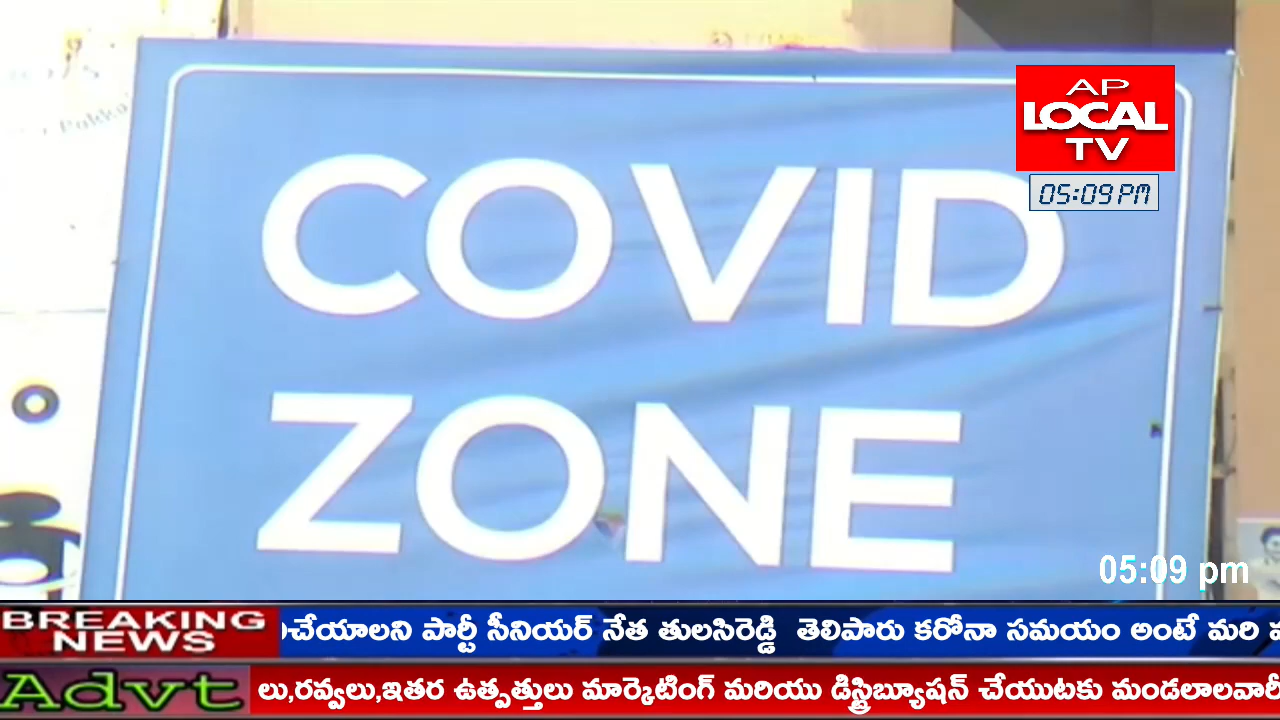 COVID
ZONE
AP
LOCAL
TV
05:09 PM
05:09 pm
BREAKING
NEWS
పార్టీ సీనియర్ నేత తులసిరెడ్డి తెలిపారు కరోనా సమయం అంటే మరి
Advt
లు,రవ్వలు,ఇతర ఉత్పత్తులు మార్కెటింగ్ మరియు డిస్ట్రిబ్యూషన్ చేయుటకు మండలాలవారీ